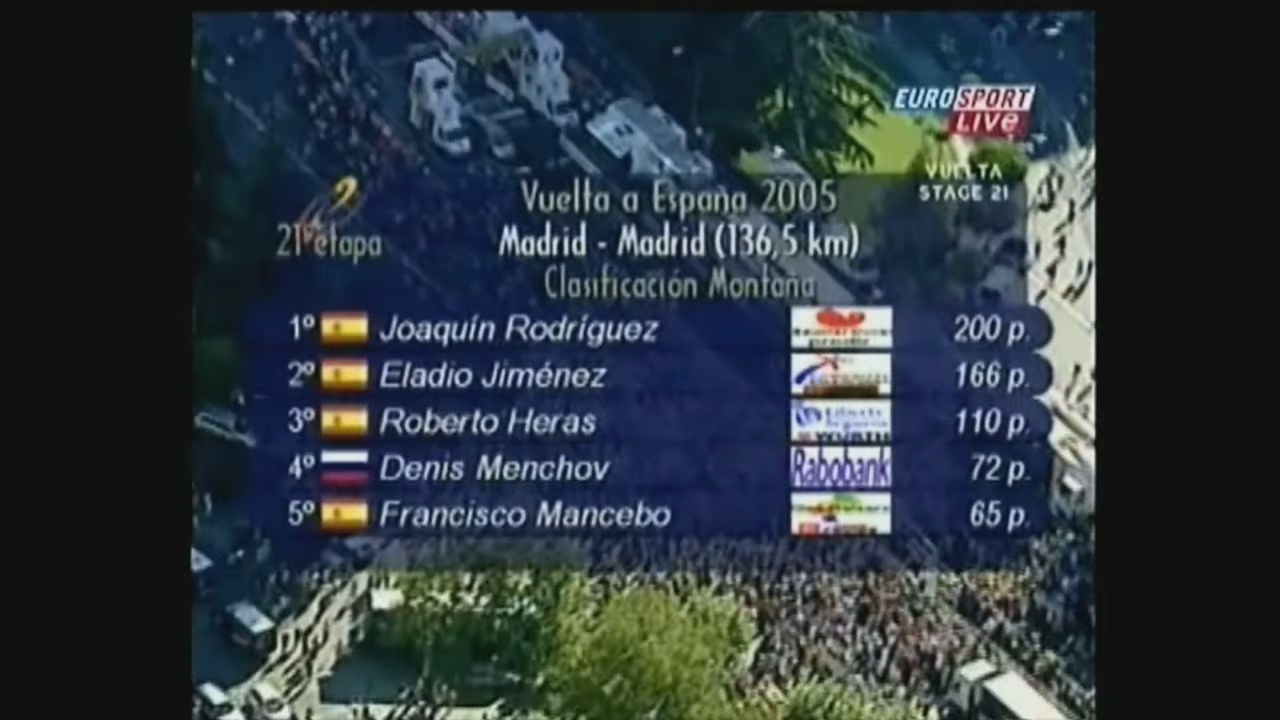 EUROSPORT
LIVE
VUELTA
STAGE 21
Vuelta a España 2005
21ª etapa
Madrid - Madrid (136,5 km)
Clasificación Montaña
1º Joaquín Rodríguez 200 p.
2º Eladio Jiménez 166 p.
3º Roberto Heras 110 p.
4º Denis Menchov Rabobank 72 p.
5º Francisco Mancebo 65 p.